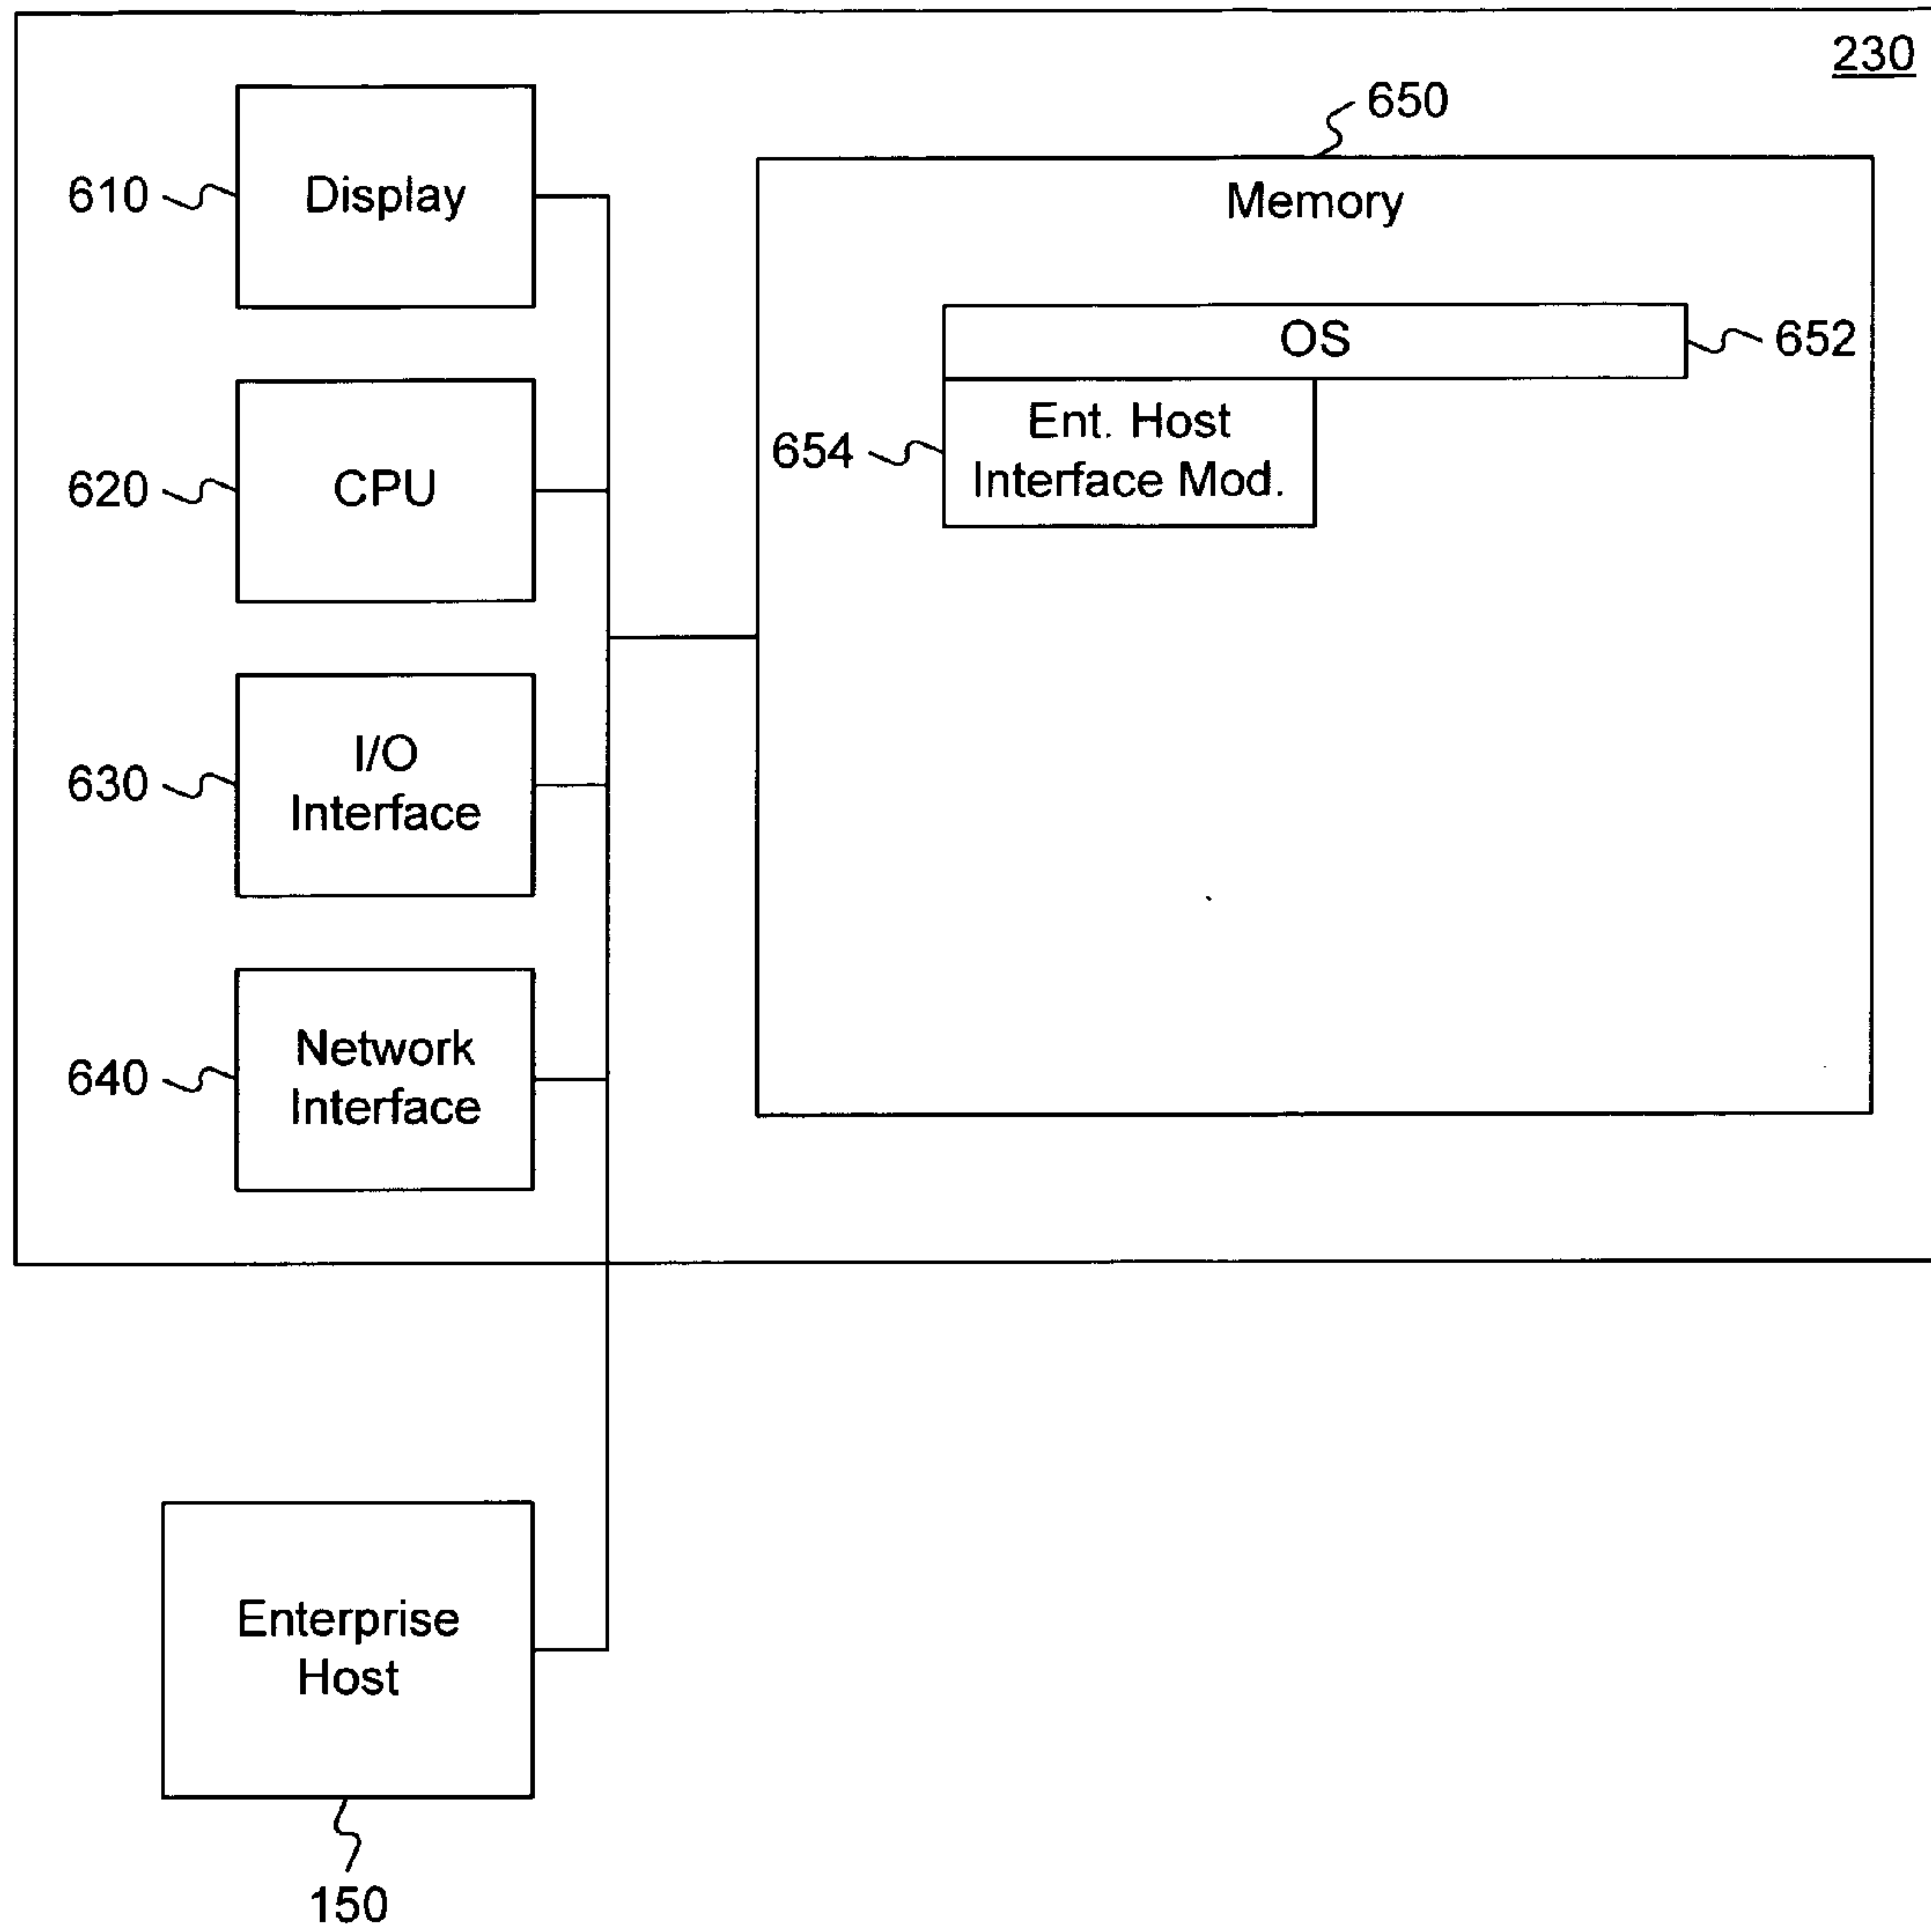 230
650
610
Display
Memory
OS
652
Ent. Host
Interface Mod.
654
620
CPU
630
I/O
Interface
640
Network
Interface
Enterprise
Host
150